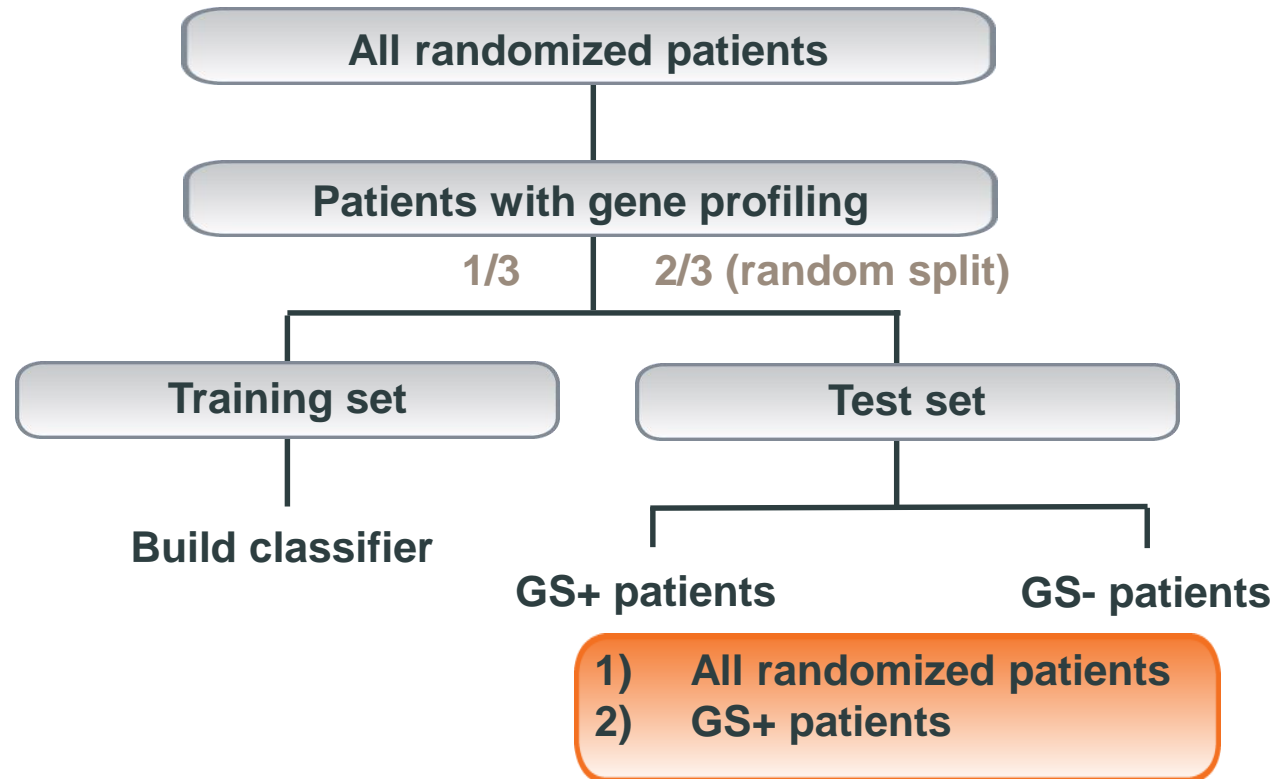 All randomized patients
Patients with gene profiling
1/3 2/3 (random split)
Training set Test set
Build classifier
GS+ patients GS- patients
1) All randomized patients
2) GS+ patients